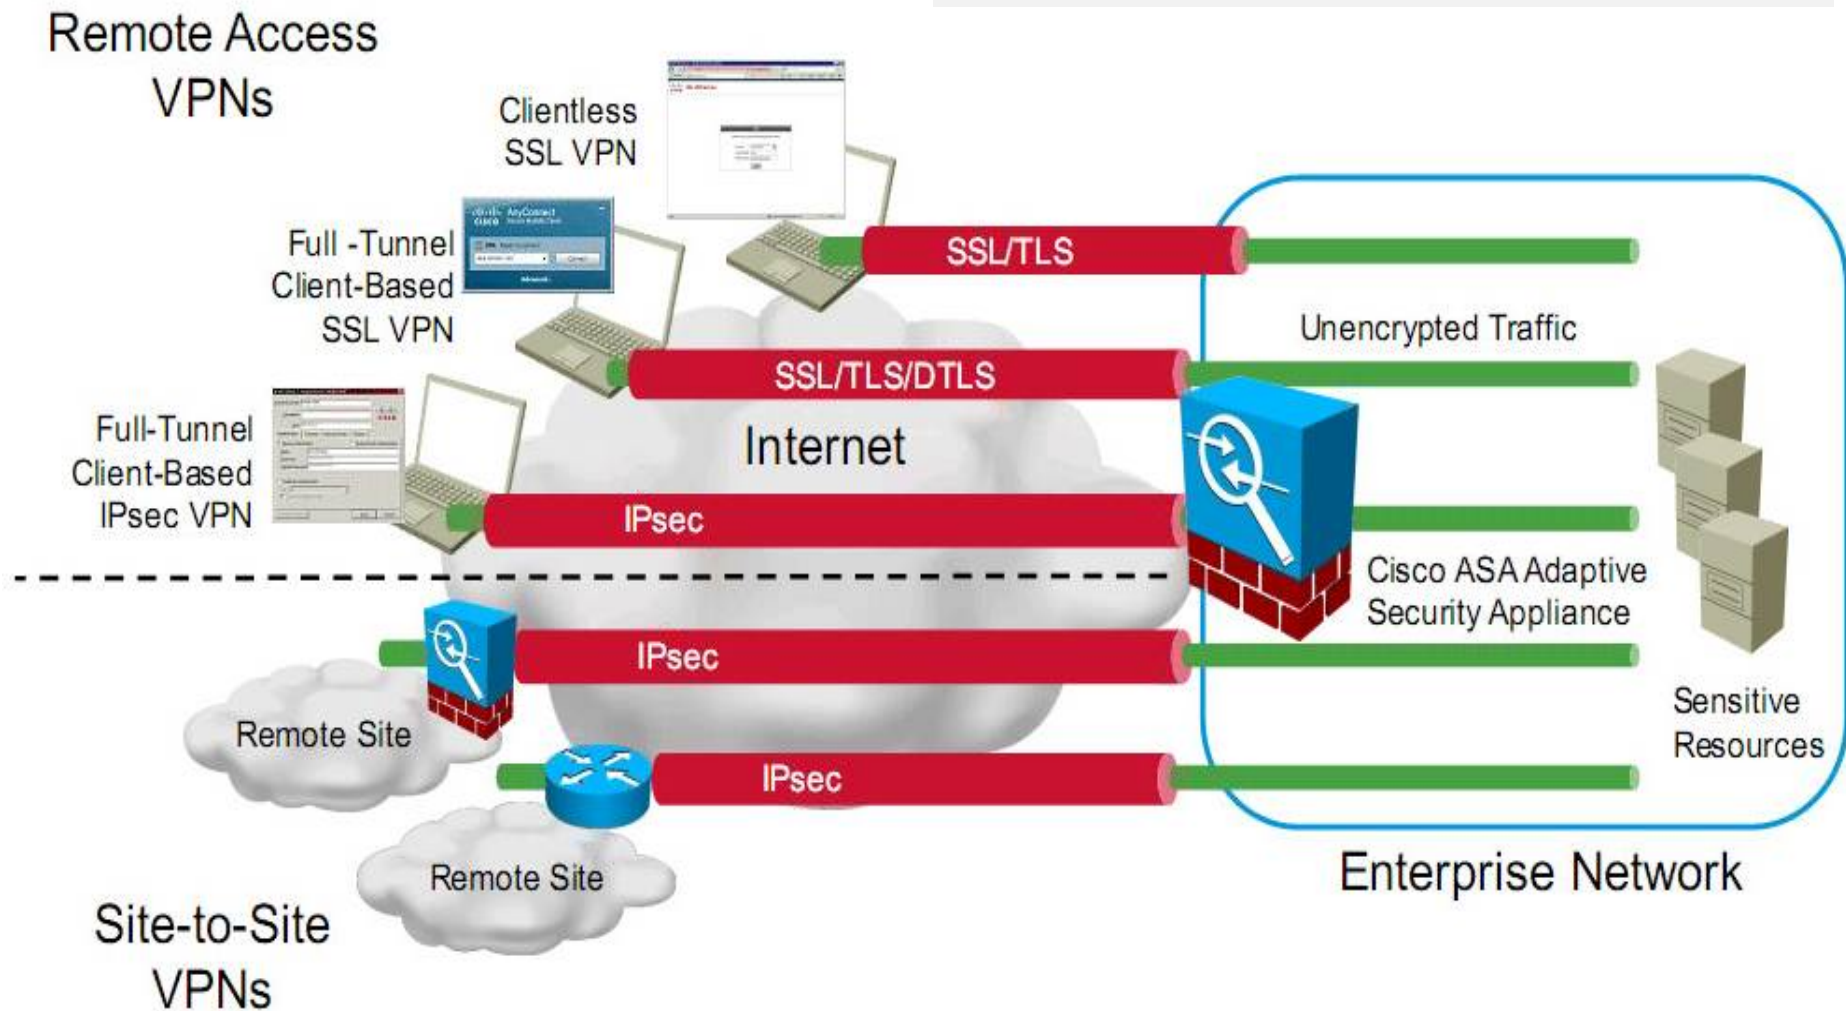 Remote Access
VPNs
Clientless
SSL VPN
CISCO AnyConnect
Full -Tunnel
Client-Based
SSL VPN
SSL/TLS
Unencrypted Traffic
SSL/TLS/DTLS
Full-Tunnel
Client-Based
IPsec VPN
Internet
IPsec
Cisco ASA Adaptive
Security Appliance
IPsec
Remote Site
Sensitive
Resources
IPsec
Remote Site
Enterprise Network
Site-to-Site
VPNs